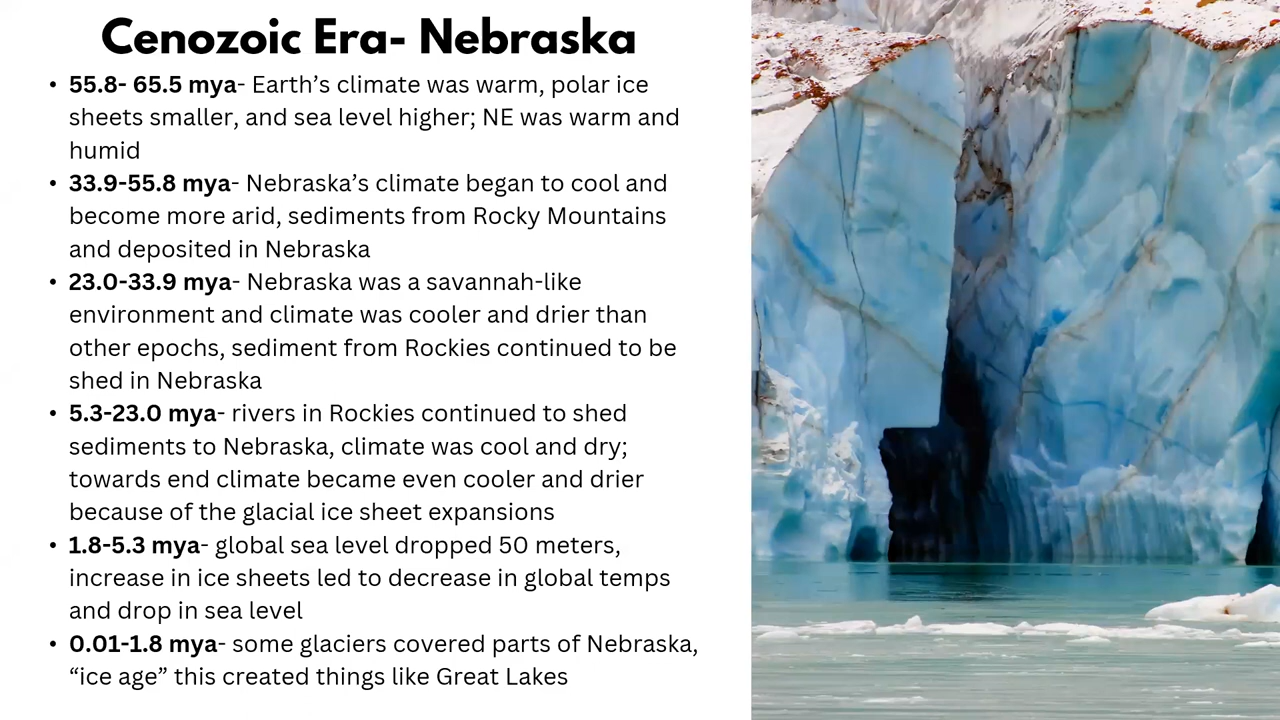 Cenozoic Era- Nebraska
• 55.8- 65.5 mya- Earth’s climate was warm, polar ice
sheets smaller, and sea level higher; NE was warm and
humid
• 33.9-55.8 mya- Nebraska’s climate began to cool and
become more arid, sediments from Rocky Mountains
and deposited in Nebraska
• 23.0-33.9 mya- Nebraska was a savannah-like
environment and climate was cooler and drier than
other epochs, sediment from Rockies continued to be
shed in Nebraska
• 5.3-23.0 mya- rivers in Rockies continued to shed
sediments to Nebraska, climate was cool and dry;
towards end climate became even cooler and drier
because of the glacial ice sheet expansions
• 1.8-5.3 mya- global sea level dropped 50 meters,
increase in ice sheets led to decrease in global temps
and drop in sea level
• 0.01-1.8 mya- some glaciers covered parts of Nebraska,
“ice age” this created things like Great Lakes